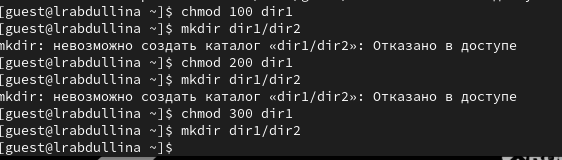 [guest@lrabdullina ~]$ chmod 100 dir1
[guest@lrabdullina ~]$ mkdir dir1/dir2
mkdir: невозможно создать каталог «dir1/dir2»: Отказано в доступе
[guest@lrabdullina ~]$ chmod 200 dir1
[guest@lrabdullina ~]$ mkdir dir1/dir2
mkdir: невозможно создать каталог «dir1/dir2»: Отказано в доступе
[guest@lrabdullina ~]$ chmod 300 dir1
[guest@lrabdullina ~]$ mkdir dir1/dir2
[guest@lrabdullina ~]$